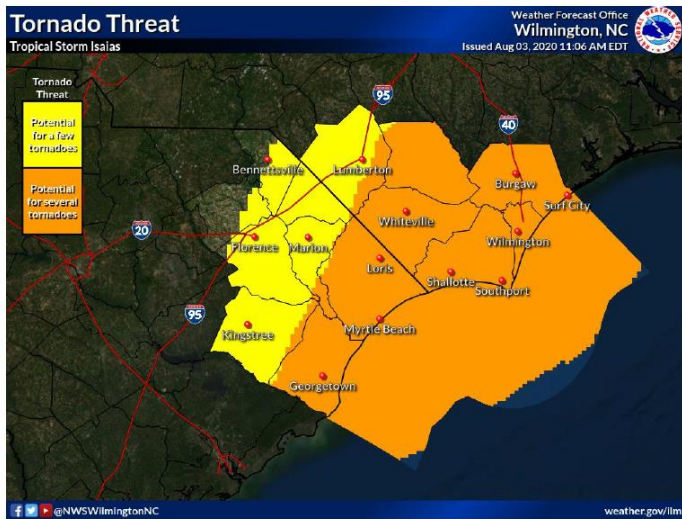 Tornado Threat
Tropical Storm Isaias
Weather Forecast Office
Wilmington, NC
Issued Aug 03, 2020 11:06 AM EDT
Tornado
Threat
Potential
for a few
tornadoes
Potential
for several
tornadoes
95
40
Bennettsville
Lumberton
Burgaw
Surf City
Whiteville
20
Florence
Marion
Wilmington
Loris
Shallotte
Southport
95
Kingstree
Myrtle Beach
Georgetown
@NWSWilmingtonNC
weather.gov/ilm